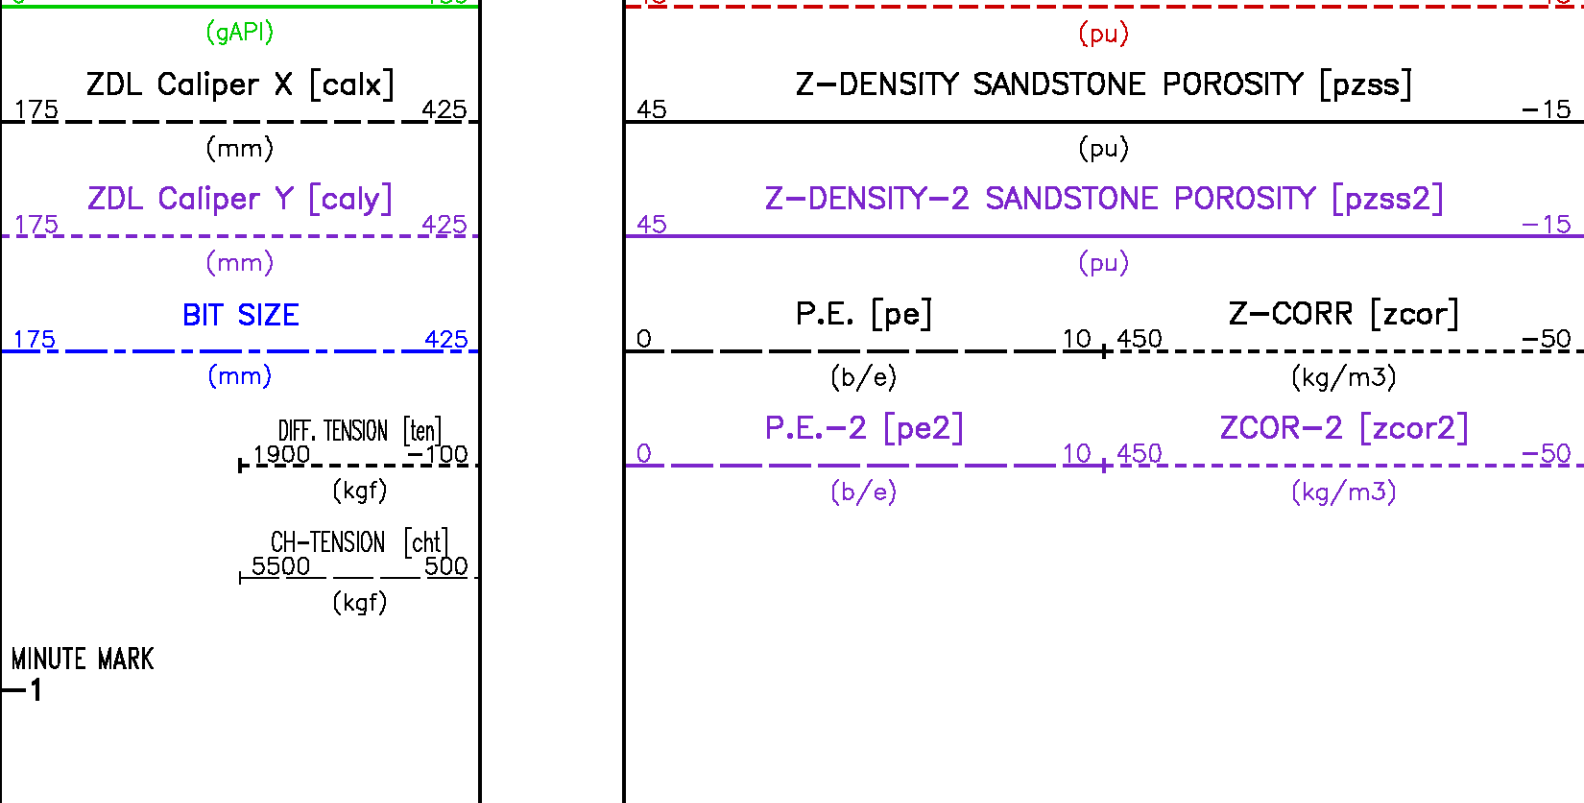 (gAPI)
ZDL Caliper X [calx]
175 425
(mm)
ZDL Caliper Y [caly]
175 425
(mm)
BIT SIZE
175 425
(mm)
DIFF. TENSION [ten]
1900 -100
(kgf)
CH-TENSION [cht]
5500 500
(kgf)
MINUTE MARK
-1
(pu)
Z-DENSITY SANDSTONE POROSITY [pzss]
45 -15
(pu)
Z-DENSITY-2 SANDSTONE POROSITY [pzss2]
45 -15
(pu)
P.E. [pe] Z-CORR [zcor]
0 10 450 -50
(b/e) (kg/m3)
P.E.-2 [pe2] ZCOR-2 [zcor2]
0 10 450 -50
(b/e) (kg/m3)